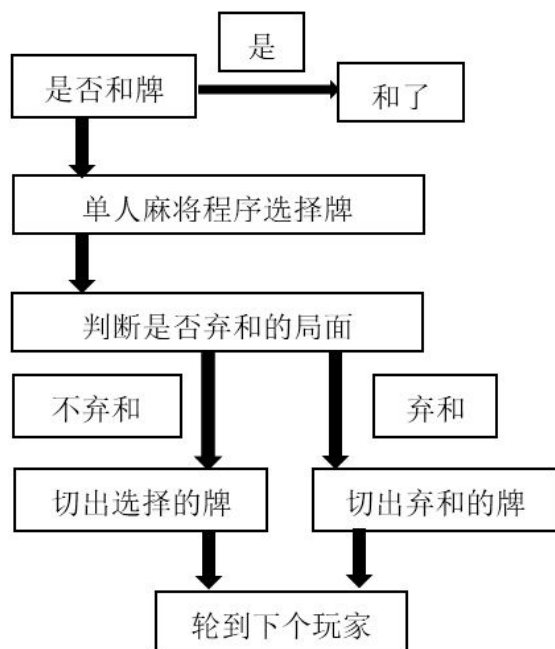 是
是否和牌
和了
单人麻将程序选择牌
判断是否弃和的局面
不弃和
弃和
切出选择的牌
切出弃和的牌
轮到下个玩家